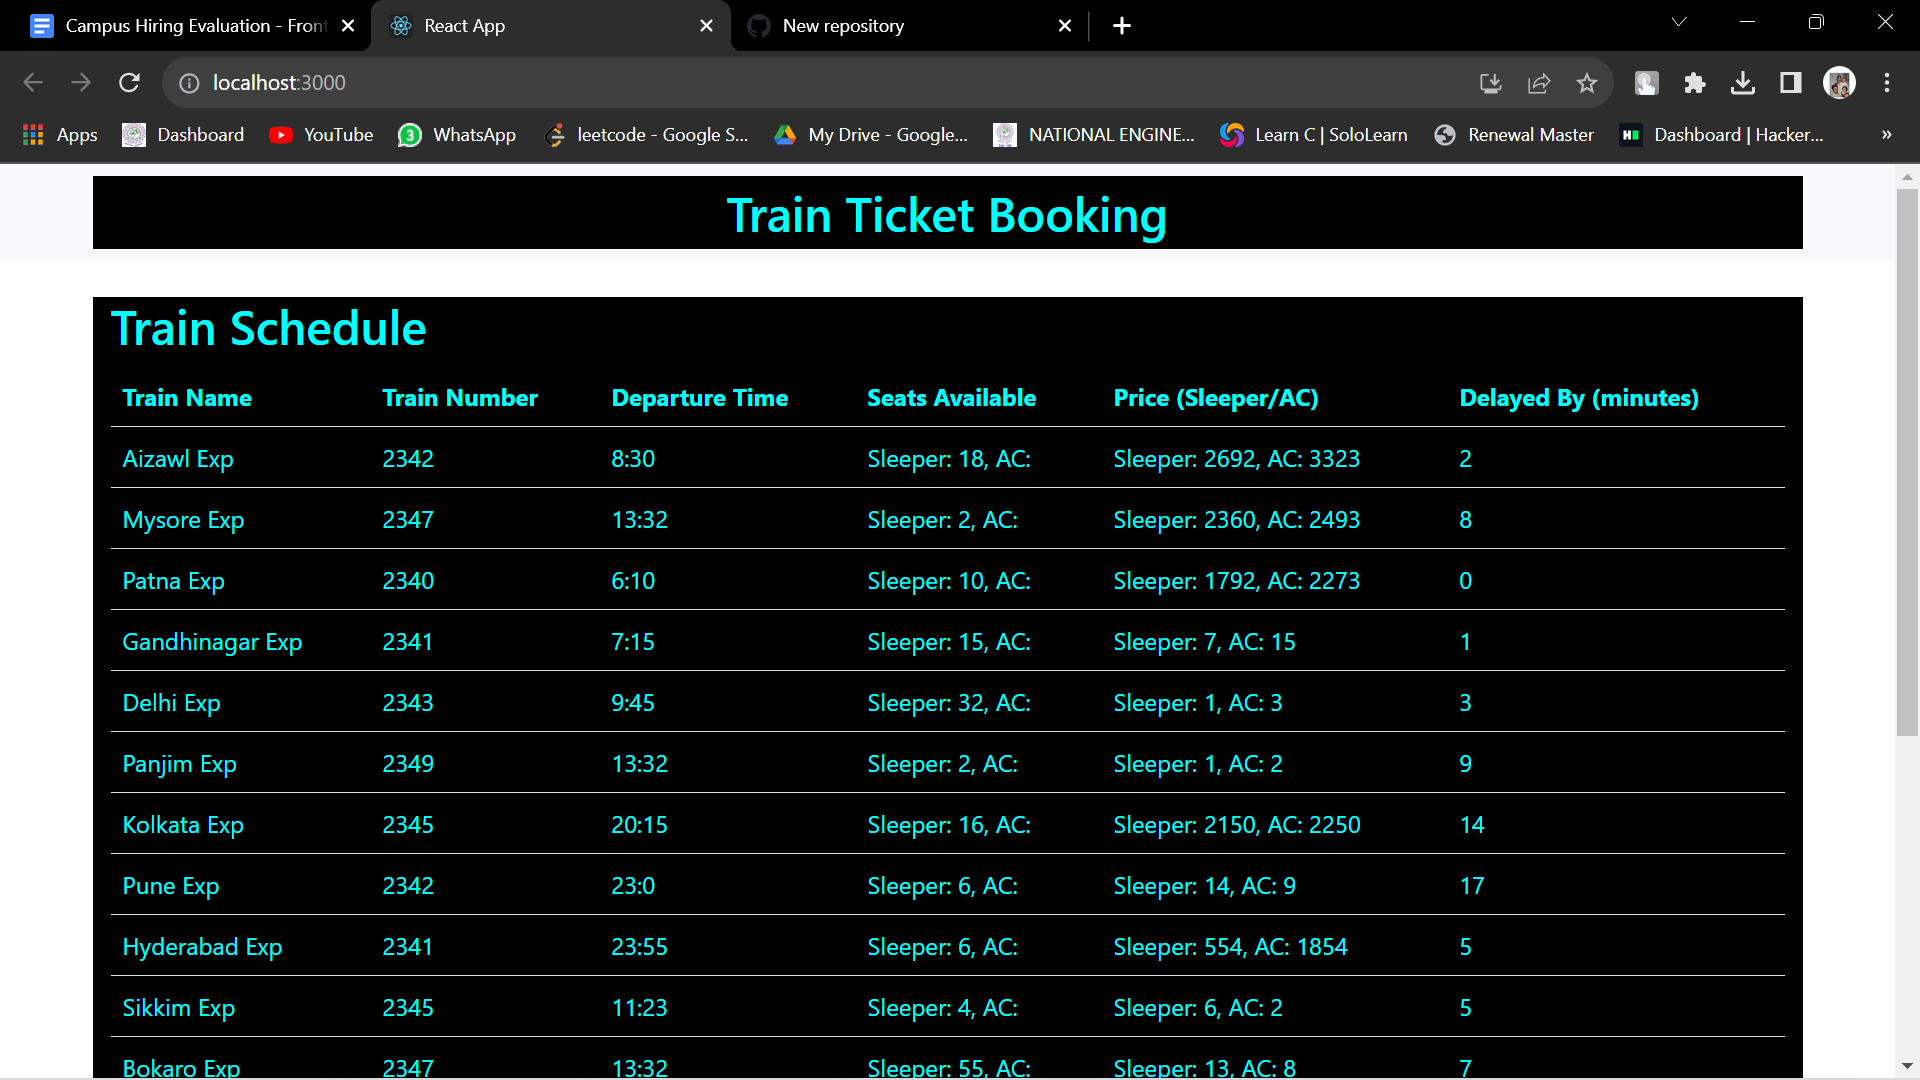 Campus Hiring Evaluation - Front
React App
New repository
localhost:3000
Apps
Dashboard
YouTube
3
WhatsApp
leetcode - Google S...
My Drive - Google...
NATIONAL ENGINE...
Learn C | SoloLearn
Renewal Master
Dashboard | Hacker...
»
Train Ticket Booking
Train Schedule
Train Name Train Number Departure Time Seats Available Price (Sleeper/AC) Delayed By (minutes)
Aizawl Exp 2342 8:30 Sleeper: 18, AC: Sleeper: 2692, AC: 3323 2
Mysore Exp 2347 13:32 Sleeper: 2, AC: Sleeper: 2360, AC: 2493 8
Patna Exp 2340 6:10 Sleeper: 10, AC: Sleeper: 1792, AC: 2273 0
Gandhinagar Exp 2341 7:15 Sleeper: 15, AC: Sleeper: 7, AC: 15 1
Delhi Exp 2343 9:45 Sleeper: 32, AC: Sleeper: 1, AC: 3 3
Panjim Exp 2349 13:32 Sleeper: 2, AC: Sleeper: 1, AC: 2 9
Kolkata Exp 2345 20:15 Sleeper: 16, AC: Sleeper: 2150, AC: 2250 14
Pune Exp 2342 23:0 Sleeper: 6, AC: Sleeper: 14, AC: 9 17
Hyderabad Exp 2341 23:55 Sleeper: 6, AC: Sleeper: 554, AC: 1854 5
Sikkim Exp 2345 11:23 Sleeper: 4, AC: Sleeper: 6, AC: 2 5
Bokaro Exp 2347 13:32 Sleeper: 55, AC: Sleeper: 13, AC: 8 7